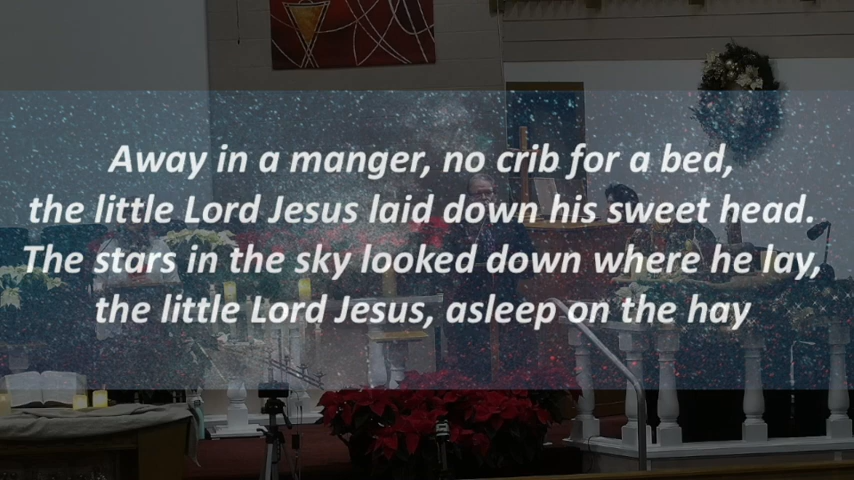 Away in a manger, no crib for a bed,
the little Lord Jesus laid down his sweet head.
The stars in the sky looked down where he lay,
the little Lord Jesus, asleep on the hay